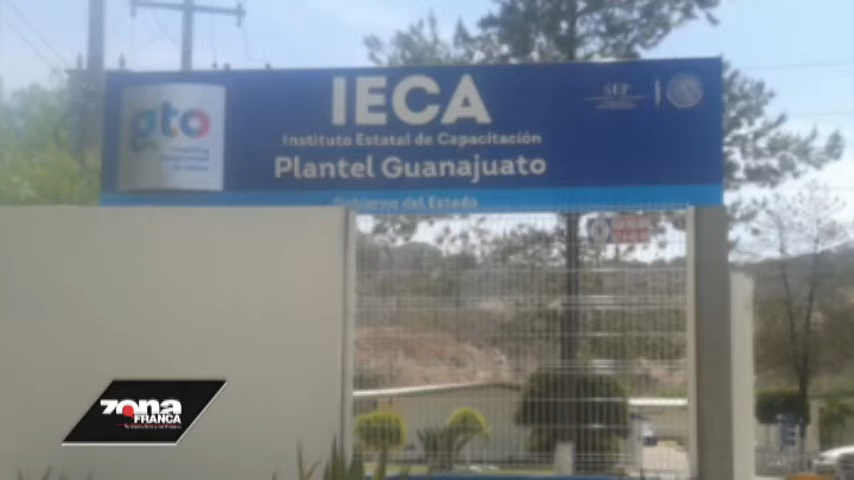 IECA
gto
SEP
Instituto Estatal de Capacitación
Plantel Guanajuato
Gobierno del Estado
ZONA
FRANCA